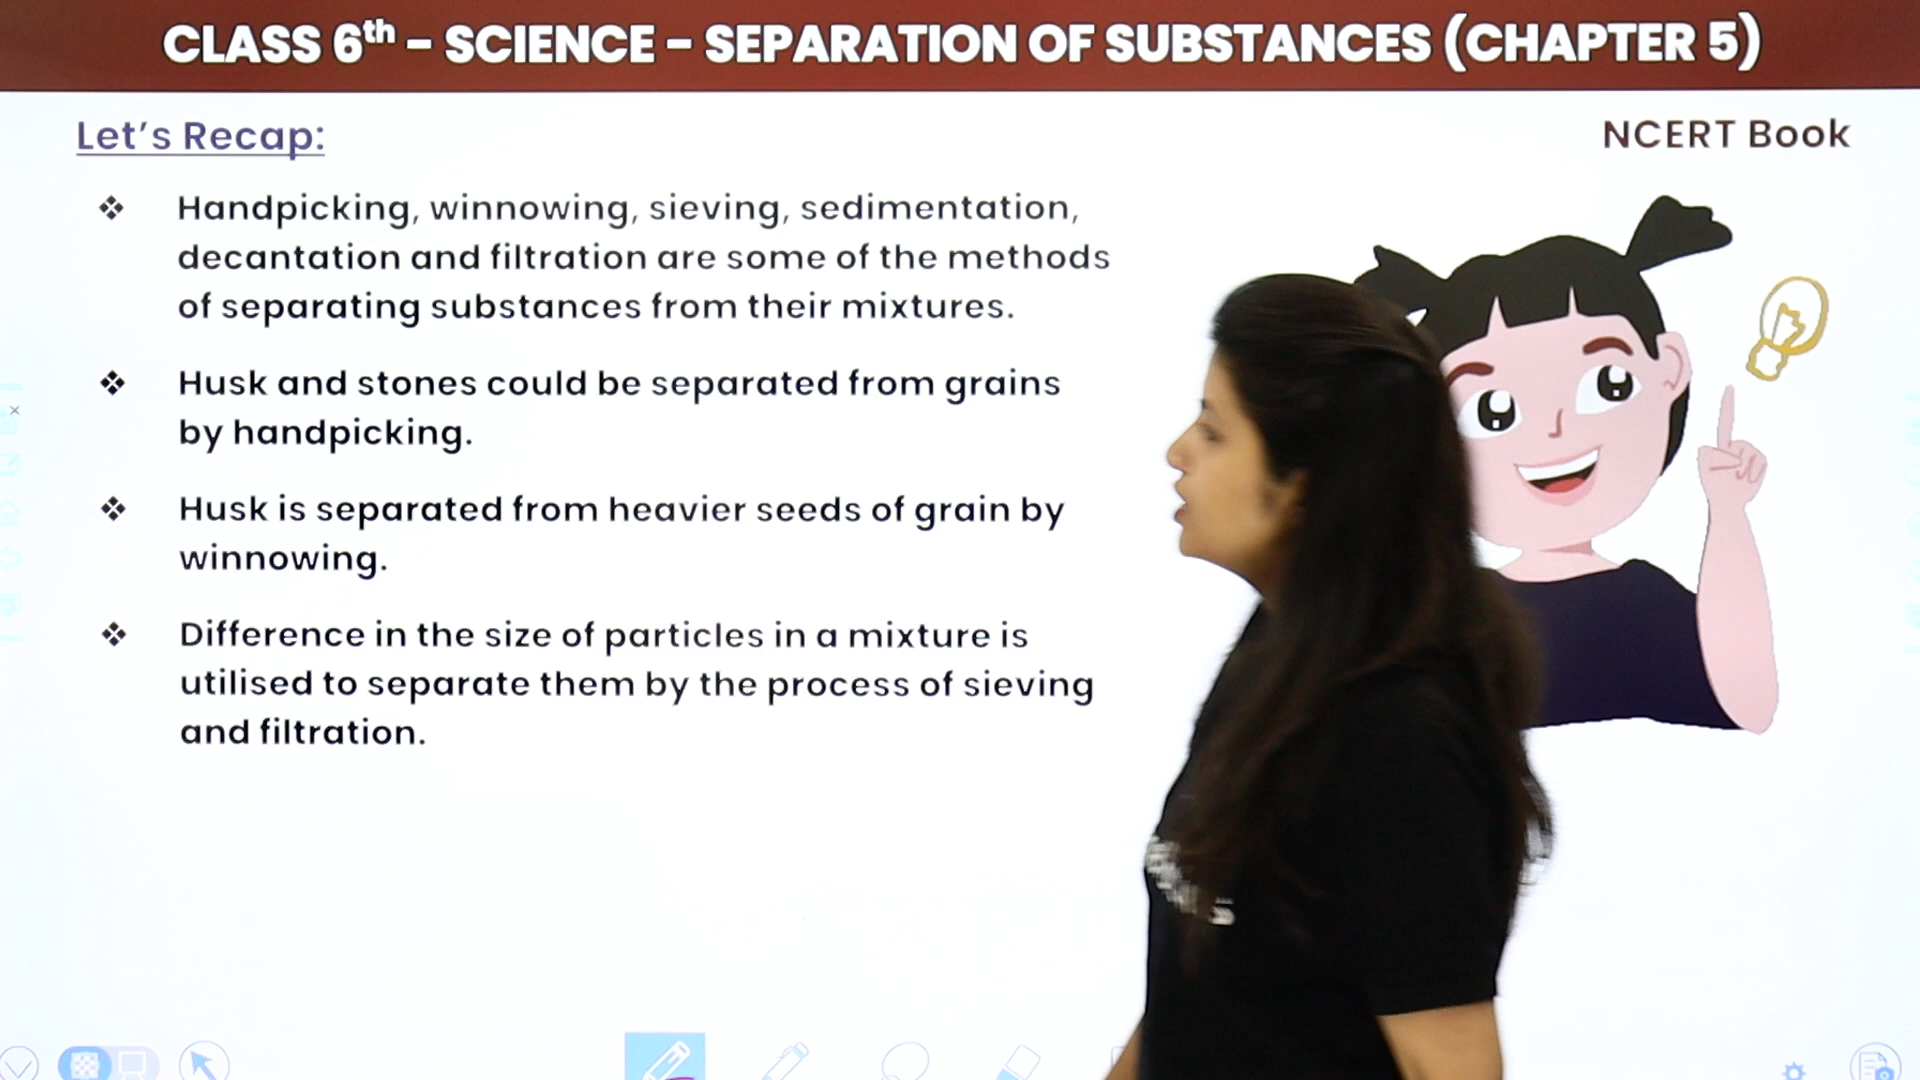 CLASS 6th – SCIENCE – SEPARATION OF SUBSTANCES (CHAPTER 5)
Let's Recap:
NCERT Book
❖ Handpicking, winnowing, sieving, sedimentation,
decantation and filtration are some of the methods
of separating substances from their mixtures.
❖ Husk and stones could be separated from grains
by handpicking.
❖ Husk is separated from heavier seeds of grain by
winnowing.
❖ Difference in the size of particles in a mixture is
utilised to separate them by the process of sieving
and filtration.